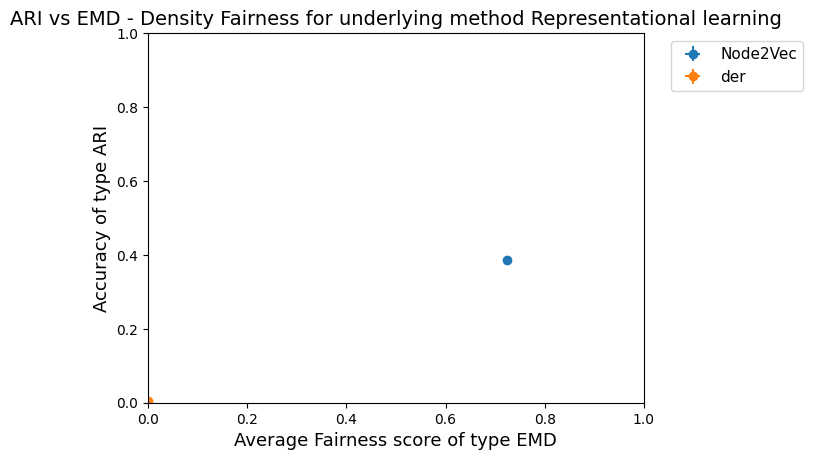 ARI vs EMD - Density Fairness for underlying method Representational learning
1.0
0.8
0.6
0.4
0.2
0.0
Accuracy of type ARI
0.0 0.2 0.4 0.6 0.8 1.0
Average Fairness score of type EMD
Node2Vec
der